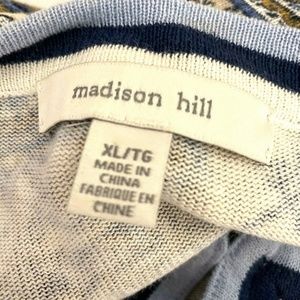 madison hill
XL/TG
MADE IN
CHINA
FABRIQUÉ EN
CHINE